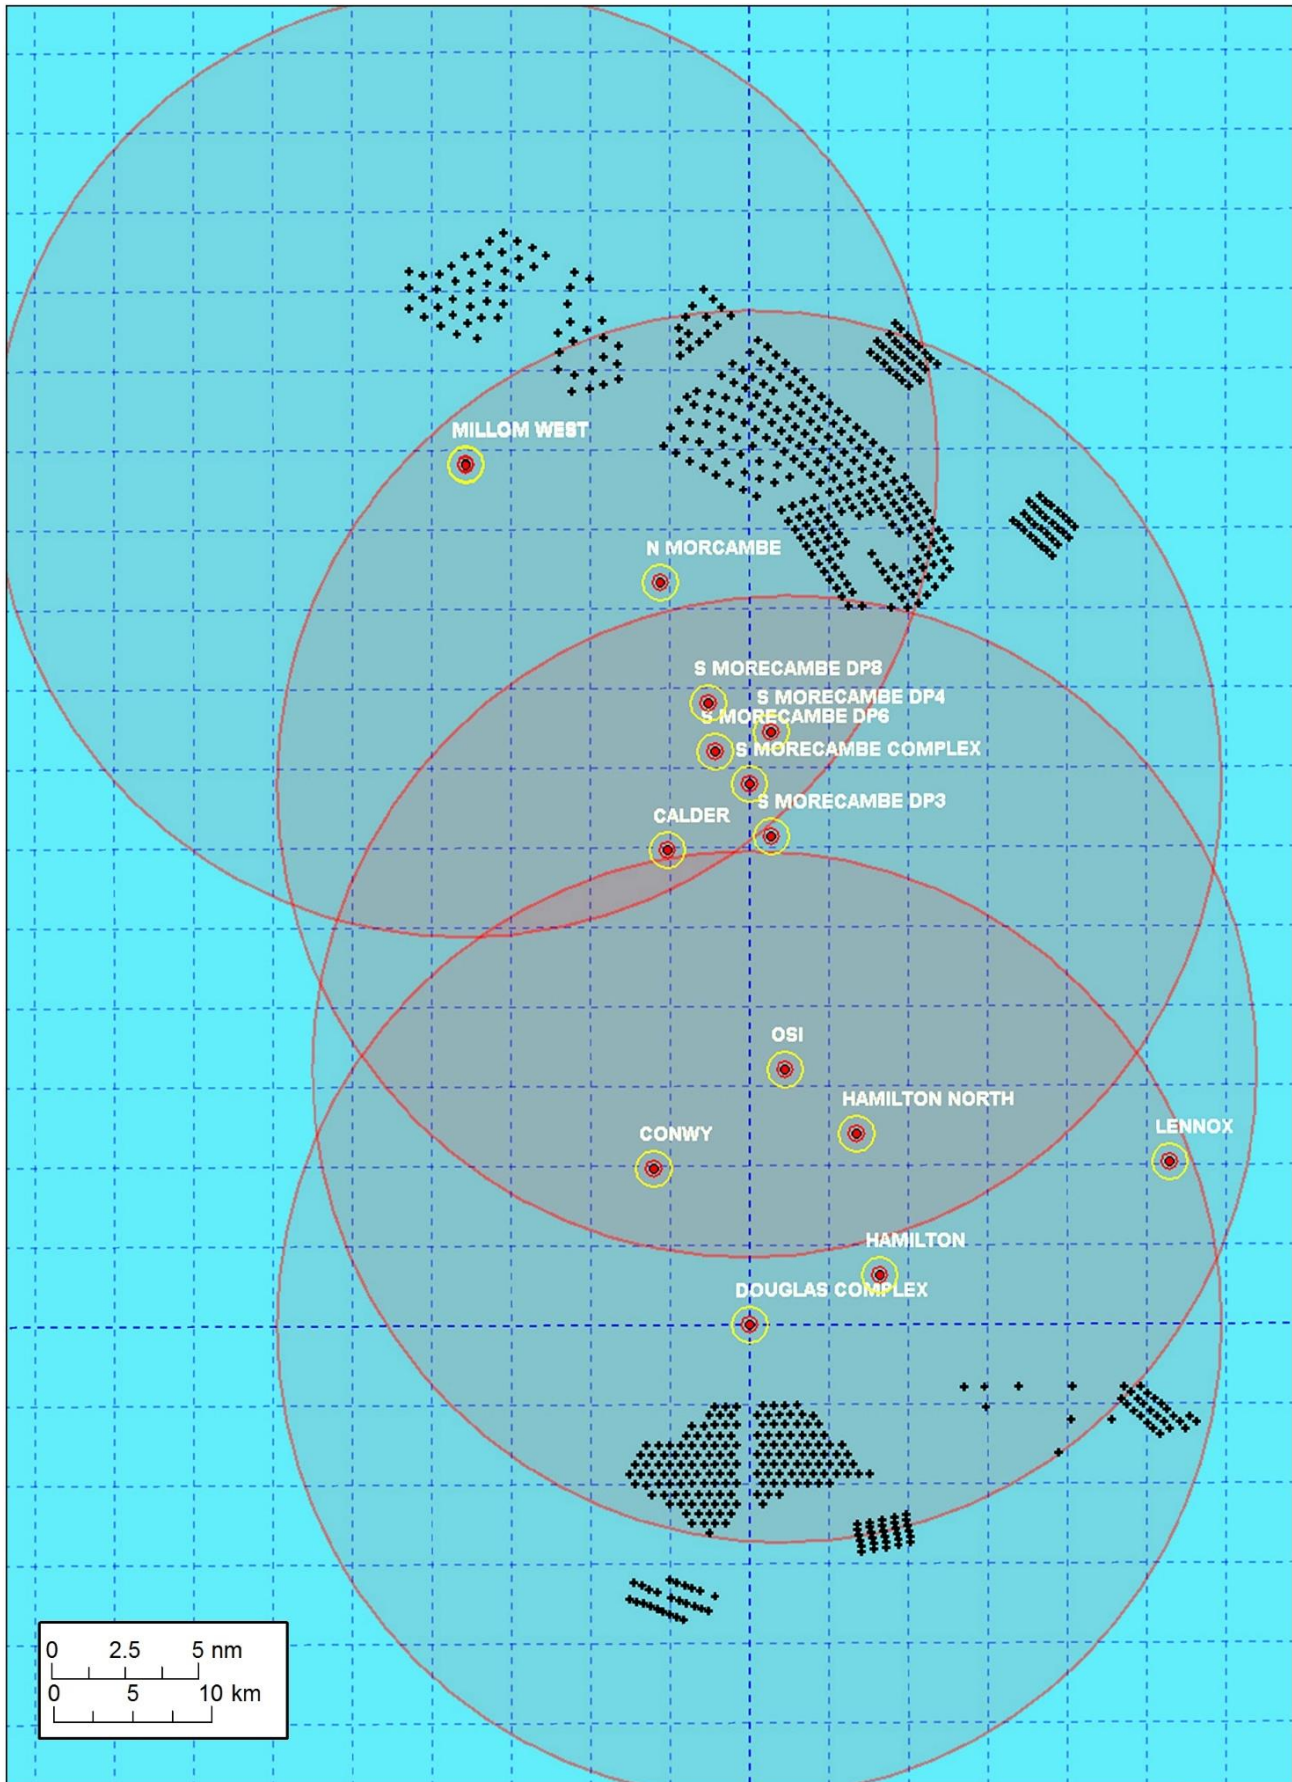 MILLOM WEST
N MORCAMBE
S MORECAMBE DP8
S MORECAMBE DP4
S MORECAMBE DP6
S MORECAMBE COMPLEX
S MORECAMBE DP3
CALDER
OSI
HAMILTON NORTH
LENNOX
CONWY
HAMILTON
DOUGLAS COMPLEX
0 2.5 5 nm
0 5 10 km